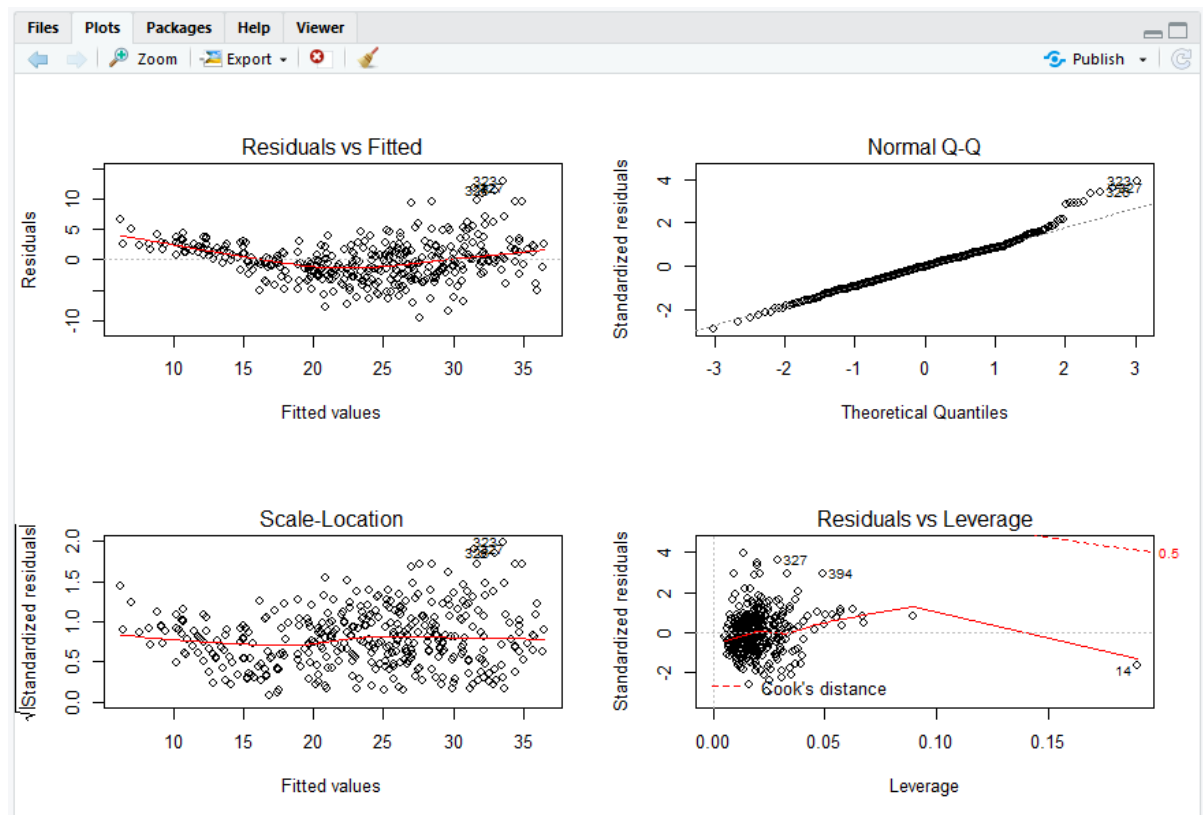 Files Plots Packages Help Viewer
Zoom Export Publish
Residuals vs Fitted
Residuals
-10 0 5 10
323
327
10 15 20 25 30 35
Fitted values
Normal Q-Q
Standardized residuals
-2 0 2 4
323
327
-3 -2 -1 0 1 2 3
Theoretical Quantiles
Scale-Location
√|Standardized residuals|
0.0 0.5 1.0 1.5 2.0
323
327
10 15 20 25 30 35
Fitted values
Residuals vs Leverage
Standardized residuals
-2 0 2 4
327
394
14
0.5
Cook's distance
0.00 0.05 0.10 0.15
Leverage